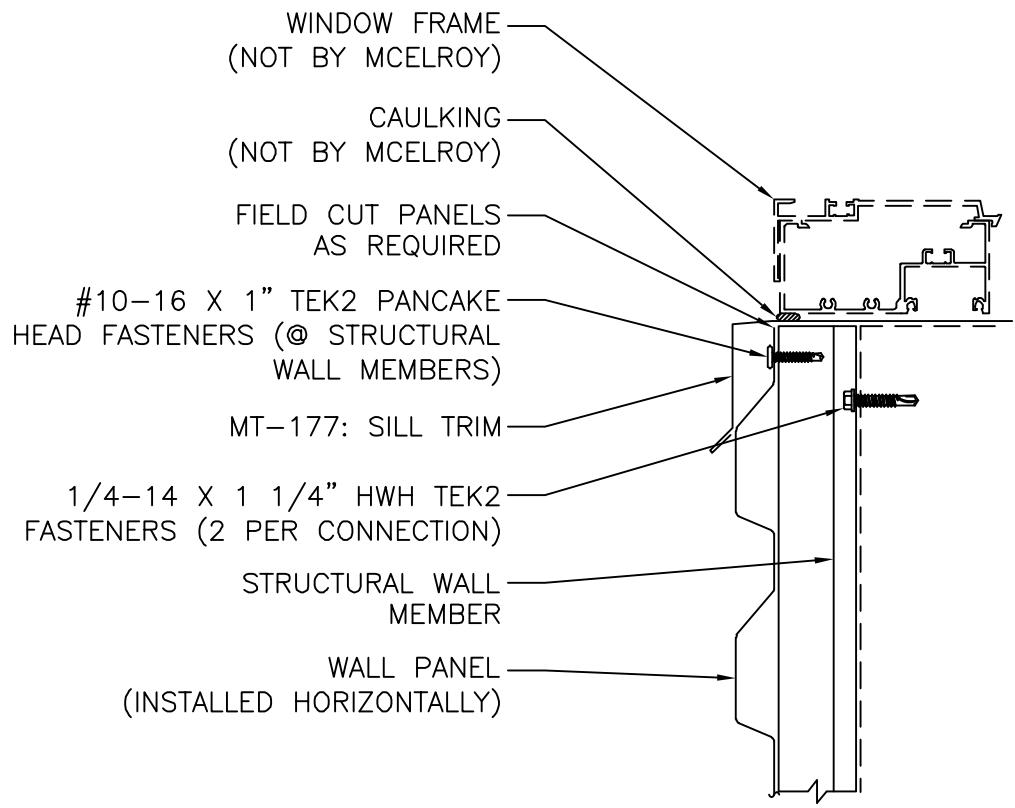 WINDOW FRAME
(NOT BY MCELROY)
CAULKING
(NOT BY MCELROY)
FIELD CUT PANELS
AS REQUIRED
#10-16 X 1” TEK2 PANCAKE
HEAD FASTENERS (@ STRUCTURAL
WALL MEMBERS)
MT-177: SILL TRIM
1/4-14 X 1 1/4” HWH TEK2
FASTENERS (2 PER CONNECTION)
STRUCTURAL WALL
MEMBER
WALL PANEL
(INSTALLED HORIZONTALLY)